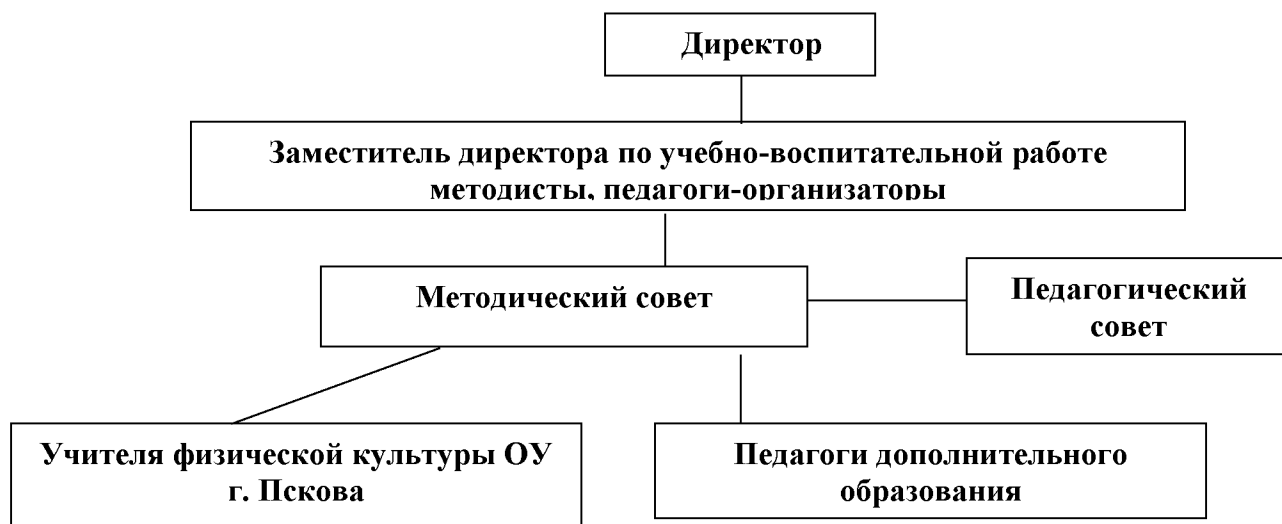 Директор
Заместитель директора по учебно-воспитательной работе
методисты, педагоги-организаторы
Методический совет
Педагогический
совет
Учителя физической культуры ОУ
г. Пскова
Педагоги дополнительного
образования